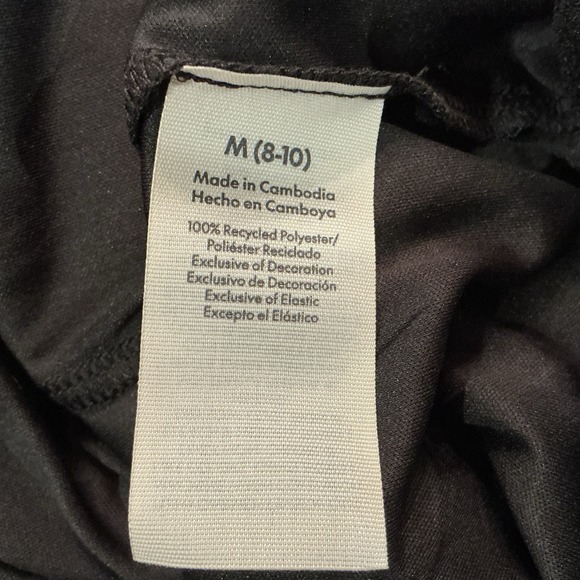 M (8-10)
Made in Cambodia
Hecho en Camboya
100% Recycled Polyester/
Poliéster Reciclado
Exclusive of Decoration
Exclusivo de Decoración
Exclusive of Elastic
Excepto el Elástico